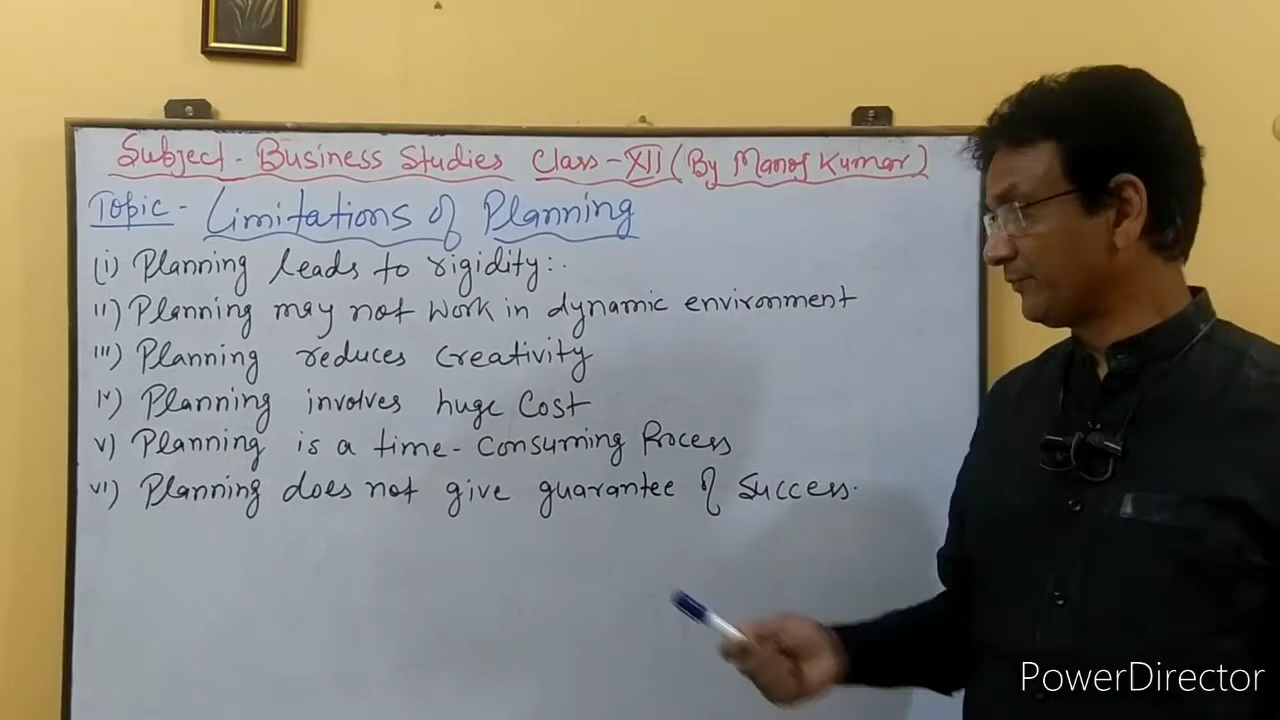 Subject - Business Studies Class - XII (By Manoj Kumar)
Topic - Limitations of Planning
(i) Planning leads to rigidity:.
ii) Planning may not work in dynamic environment
iii) Planning reduces Creativity
iv) Planning involves huge Cost
v) Planning is a time - Consuming Process
vi) Planning does not give guarantee of Success.
PowerDirector